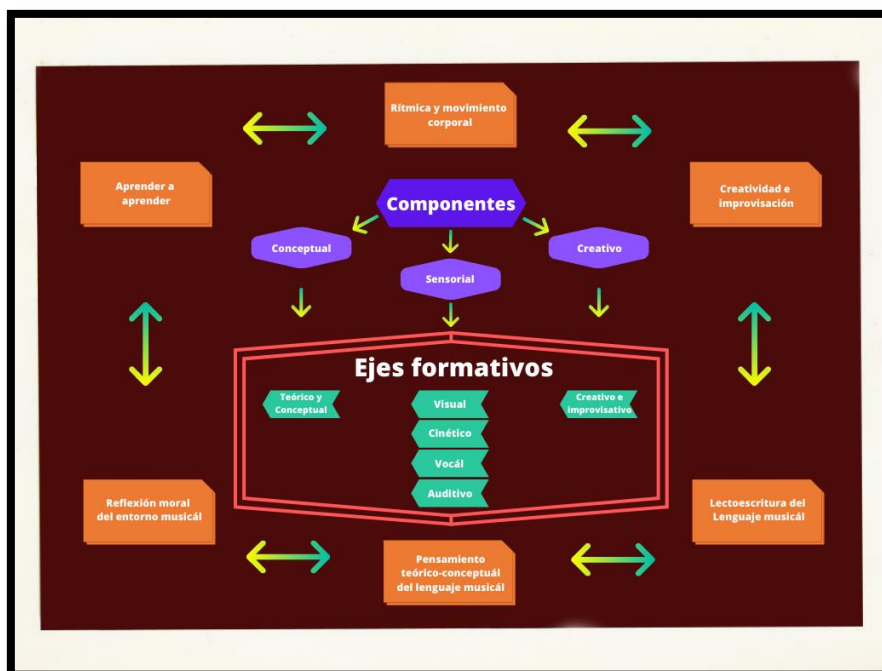 Rítmica y movimiento
corporal
Aprender a
aprender
Creatividad e
improvisación
Componentes
Conceptual
Sensorial
Creativo
Ejes formativos
Teórico y
Conceptual
Visual
Creativo e
improvisativo
Cinético
Vocál
Auditivo
Reflexión moral
del entorno musicál
Lectoescritura del
Lenguaje musicál
Pensamiento
teórico-conceptuál
del lenguaje musicál